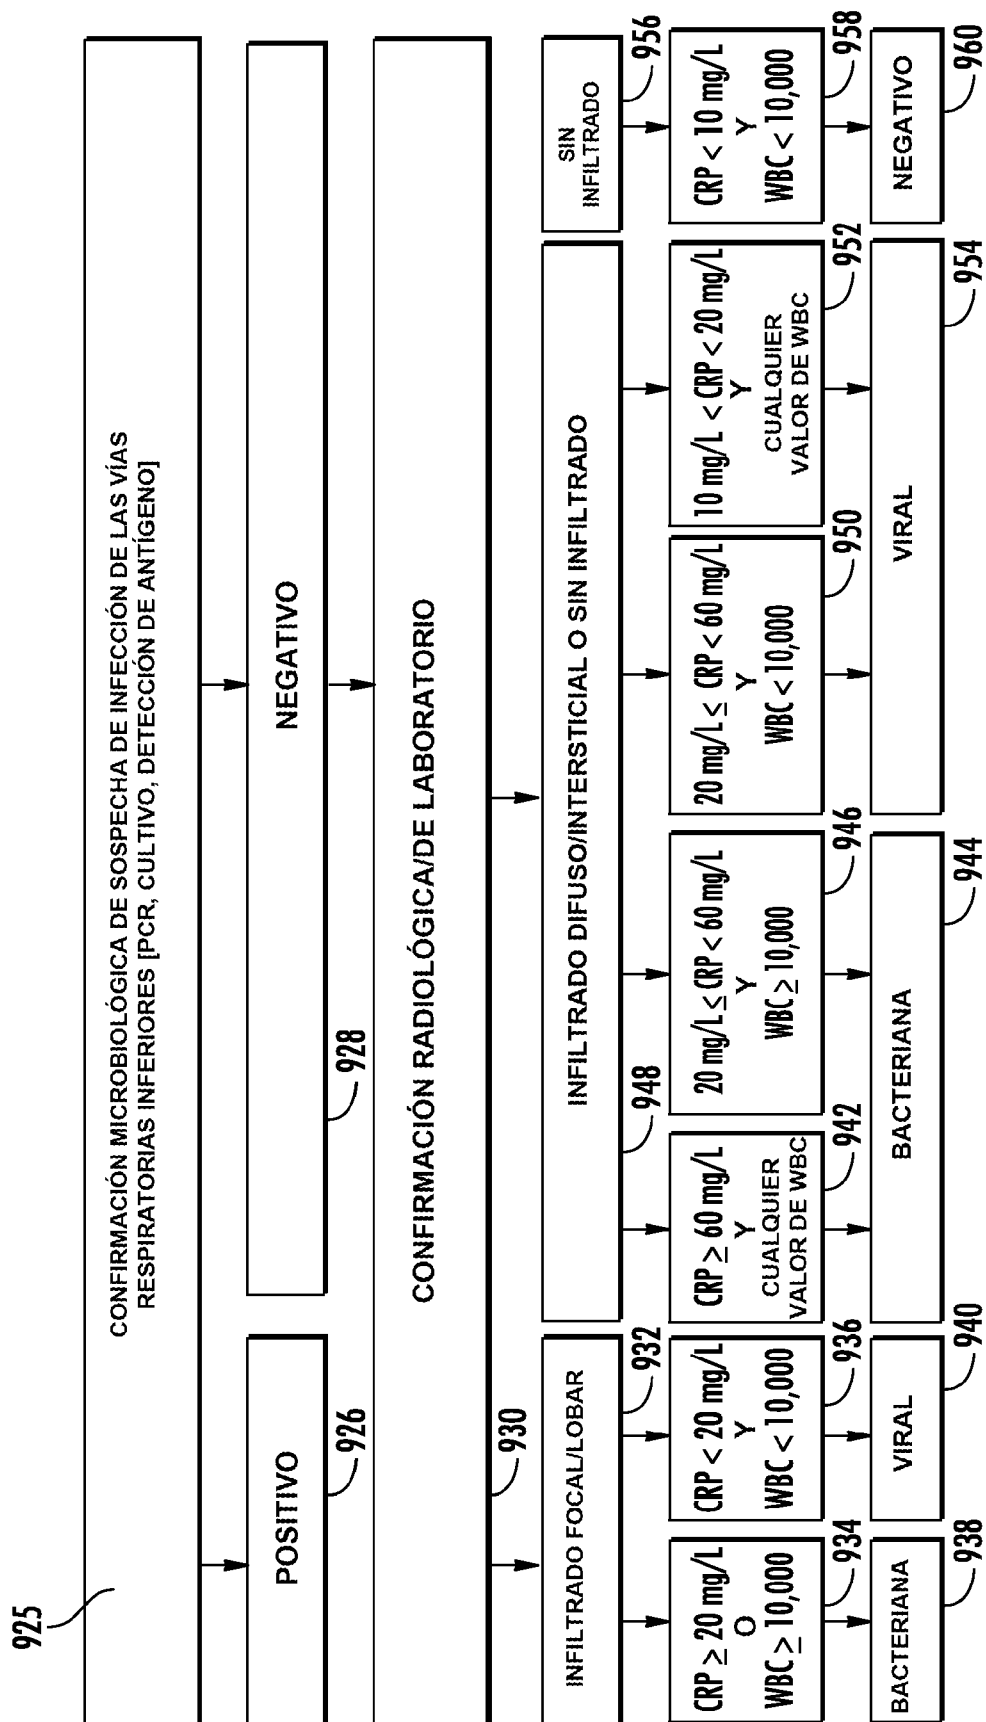 925
CONFIRMACIÓN MICROBIOLÓGICA DE SOSPECHA DE INFECCIÓN DE LAS VÍAS
RESPIRATORIAS INFERIORES [PCR, CULTIVO, DETECCIÓN DE ANTÍGENO]
POSITIVO
926
NEGATIVO
928
CONFIRMACIÓN RADIOLÓGICA/DE LABORATORIO
930
INFILTRADO FOCAL/LOBAR
932
INFILTRADO DIFUSO/INTERSTICIAL O SIN INFILTRADO
948
SIN
INFILTRADO
956
CRP ≥ 20 mg/L
O
WBC ≥ 10,000
934
CRP < 20 mg/L
Y
WBC < 10,000
936
CRP ≥ 60 mg/L
Y
CUALQUIER
VALOR DE WBC
942
20 mg/L ≤ CRP < 60 mg/L
Y
WBC ≥ 10,000
946
20 mg/L ≤ CRP < 60 mg/L
Y
WBC < 10,000
950
10 mg/L < CRP < 20 mg/L
Y
CUALQUIER
VALOR DE WBC
952
CRP < 10 mg/L
Y
WBC < 10,000
958
BACTERIANA
938
VIRAL
940
BACTERIANA
944
VIRAL
954
NEGATIVO
960